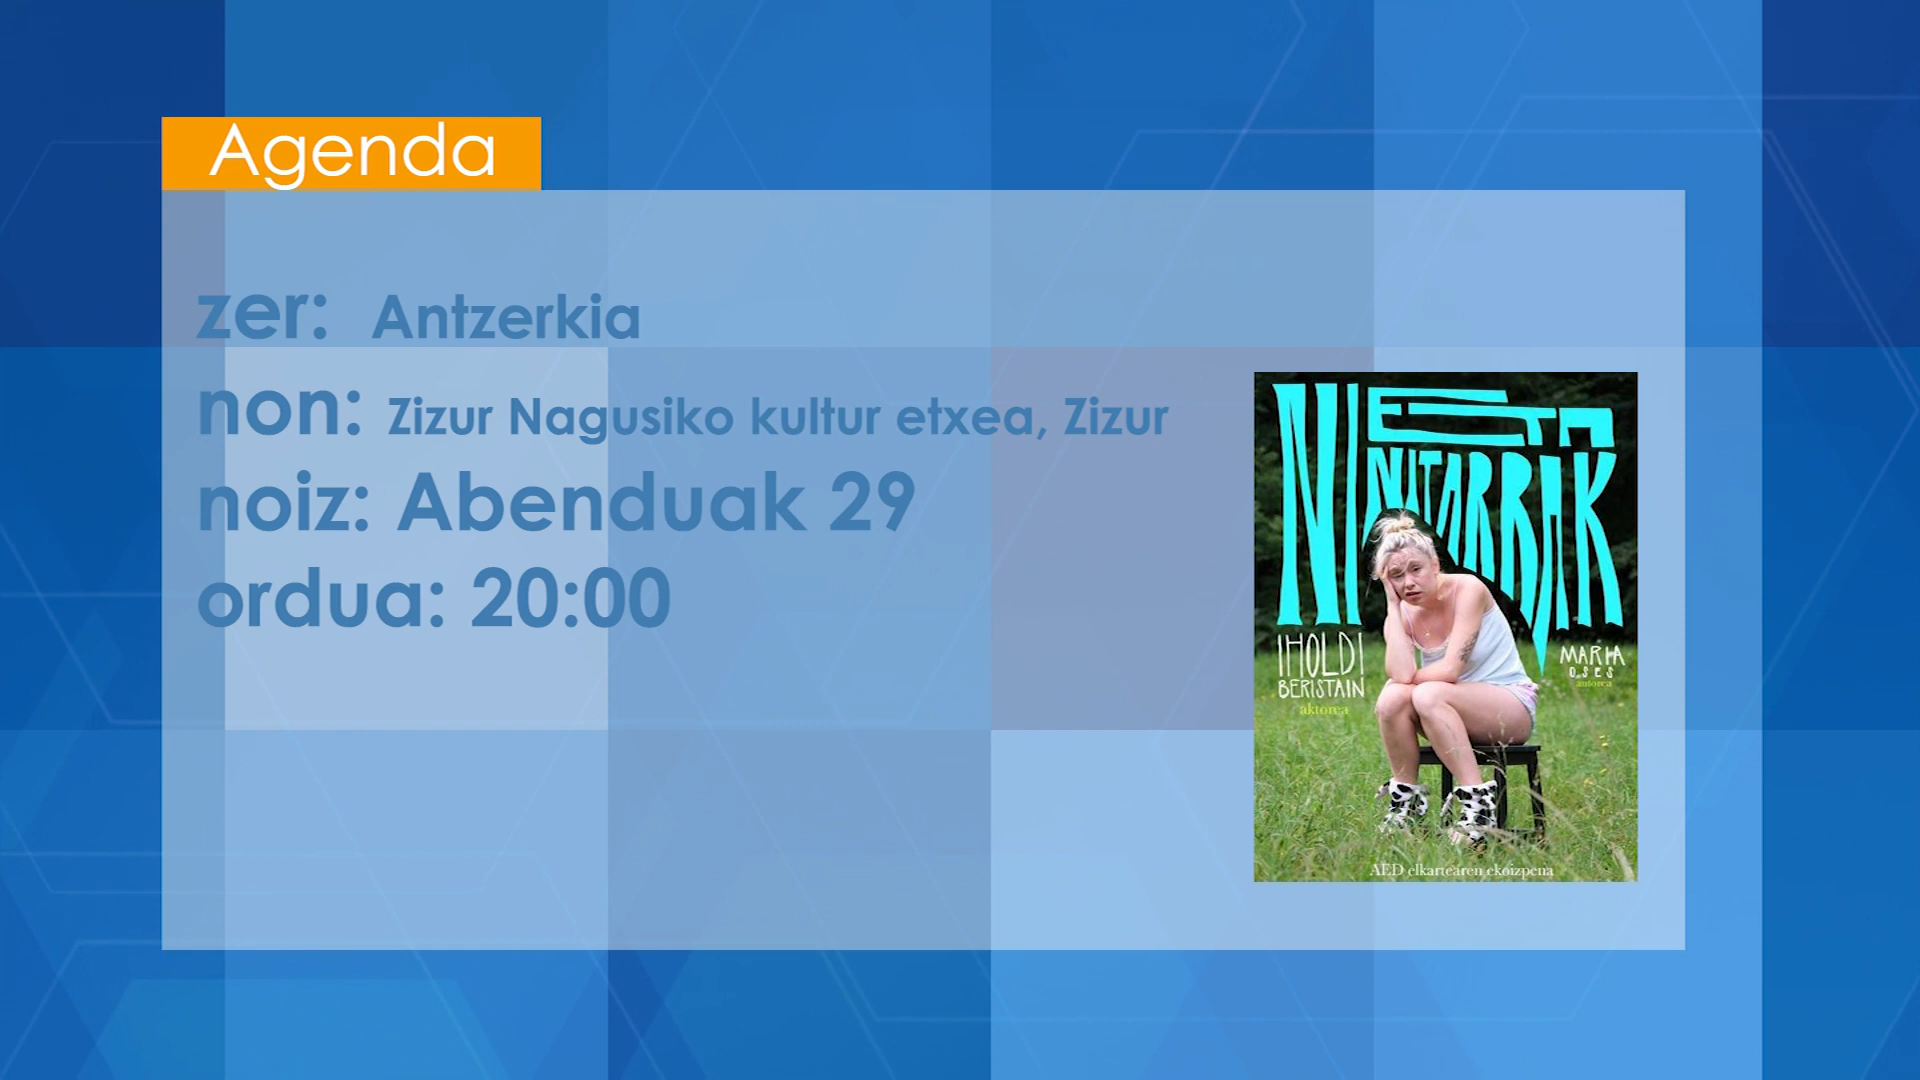 Agenda
zer: Antzerkia
non: Zizur Nagusiko kultur etxea, Zizur
noiz: Abenduak 29
ordua: 20:00
NI ETA
NITARRAK
IHOLDI
BERISTAIN
aktorea
MARIA
OSES
autorea
AED elkartearen ekoizpena